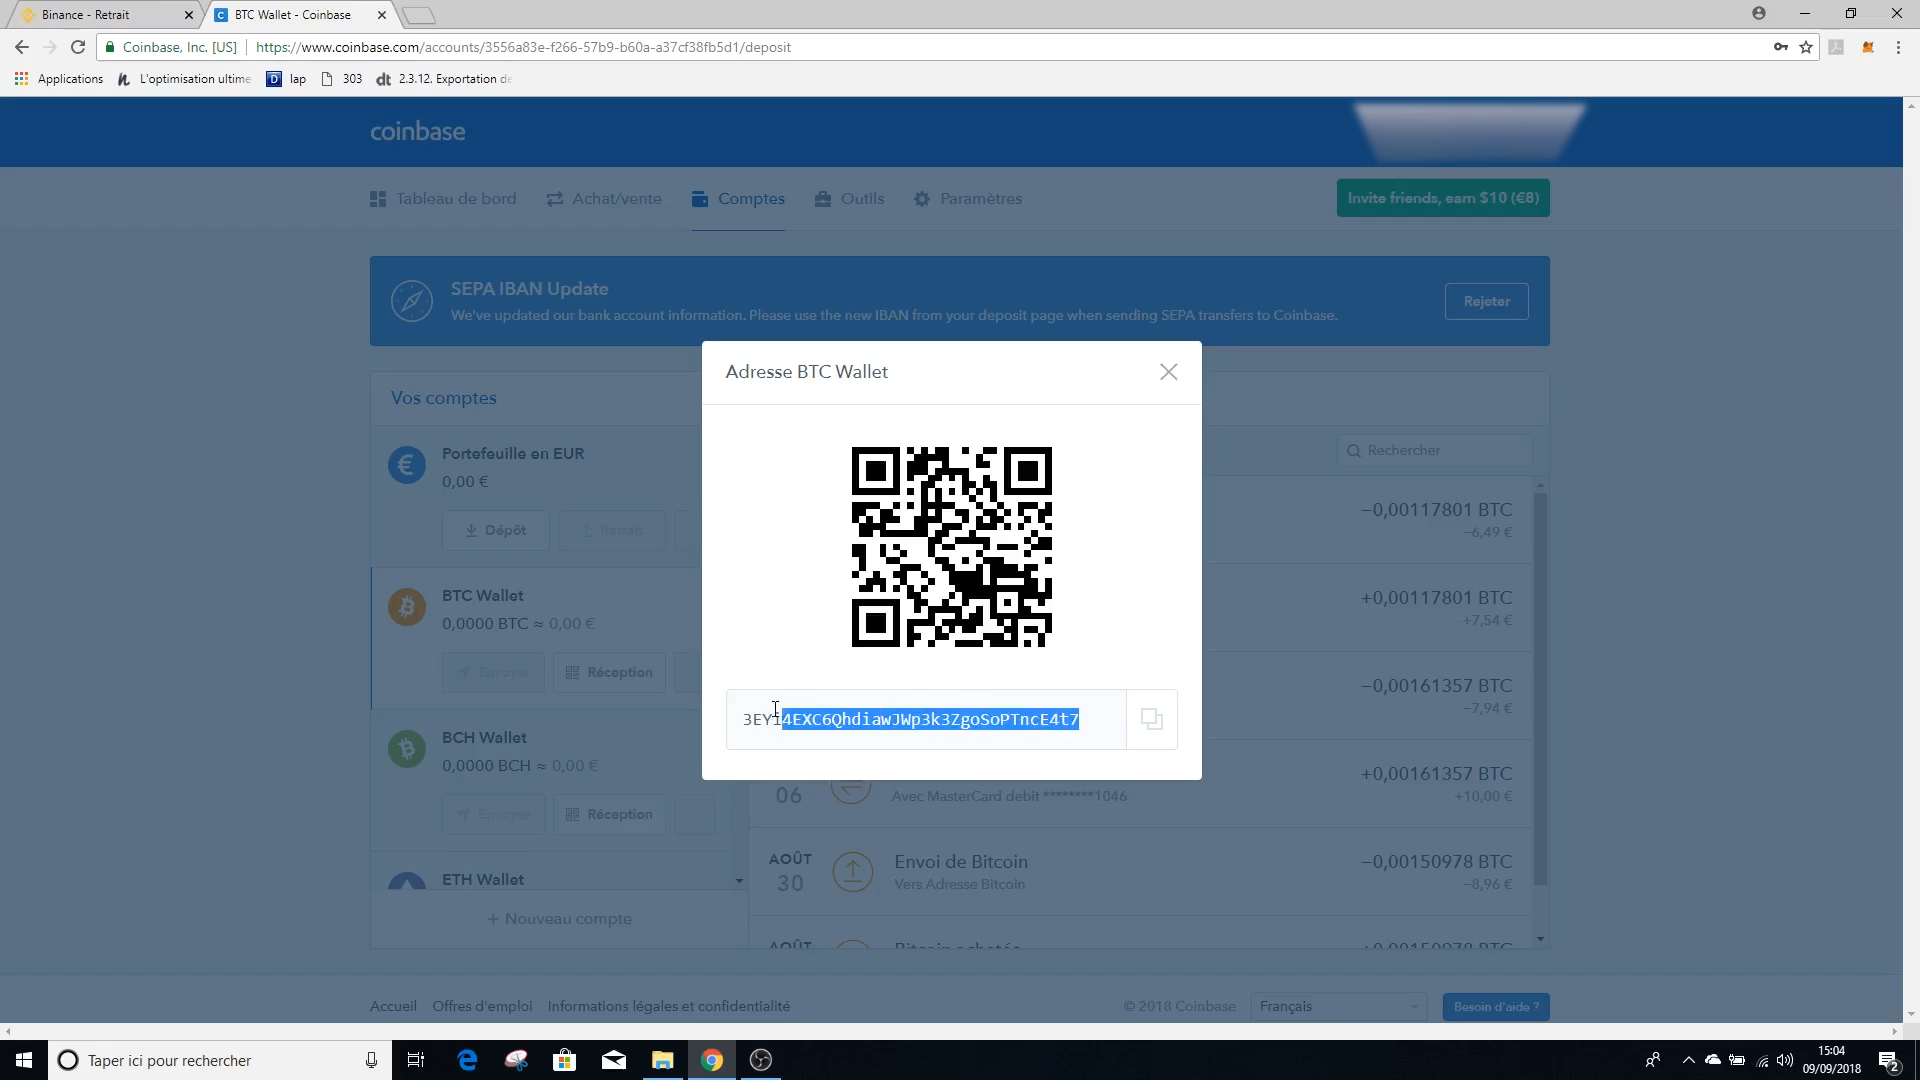 Binance - Retrait
BTC Wallet - Coinbase
Coinbase, Inc. [US]
https://www.coinbase.com/accounts/3556a83e-f266-57b9-b60a-a37cf38fb5d1/deposit
Applications
L'optimisation ultime
lap
303
2.3.12. Exportation de
coinbase
Tableau de bord
Achat/vente
Comptes
Outils
Paramètres
Invite friends, earn $10 (€8)
SEPA IBAN Update
We've updated our bank account information. Please use the new IBAN from your deposit page when sending SEPA transfers to Coinbase.
Rejeter
Adresse BTC Wallet
3EYi4EXC6QhdiawJWp3k3ZgoSoPTncE4t7
Vos comptes
Portefeuille en EUR
0,00 €
Dépôt
Retrait
BTC Wallet
0,0000 BTC ≈ 0,00 €
Envoyer
Réception
BCH Wallet
0,0000 BCH ≈ 0,00 €
Envoyer
Réception
ETH Wallet
+ Nouveau compte
Rechercher
−0,00117801 BTC
−6,49 €
+0,00117801 BTC
+7,54 €
−0,00161357 BTC
−7,94 €
06
Avec MasterCard debit ********1046
+0,00161357 BTC
+10,00 €
AOÛT
30
Envoi de Bitcoin
Vers Adresse Bitcoin
−0,00150978 BTC
−8,96 €
AOÛT
Accueil
Offres d'emploi
Informations légales et confidentialité
© 2018 Coinbase
Français
Besoin d'aide ?
Taper ici pour rechercher
15:04
09/09/2018
2